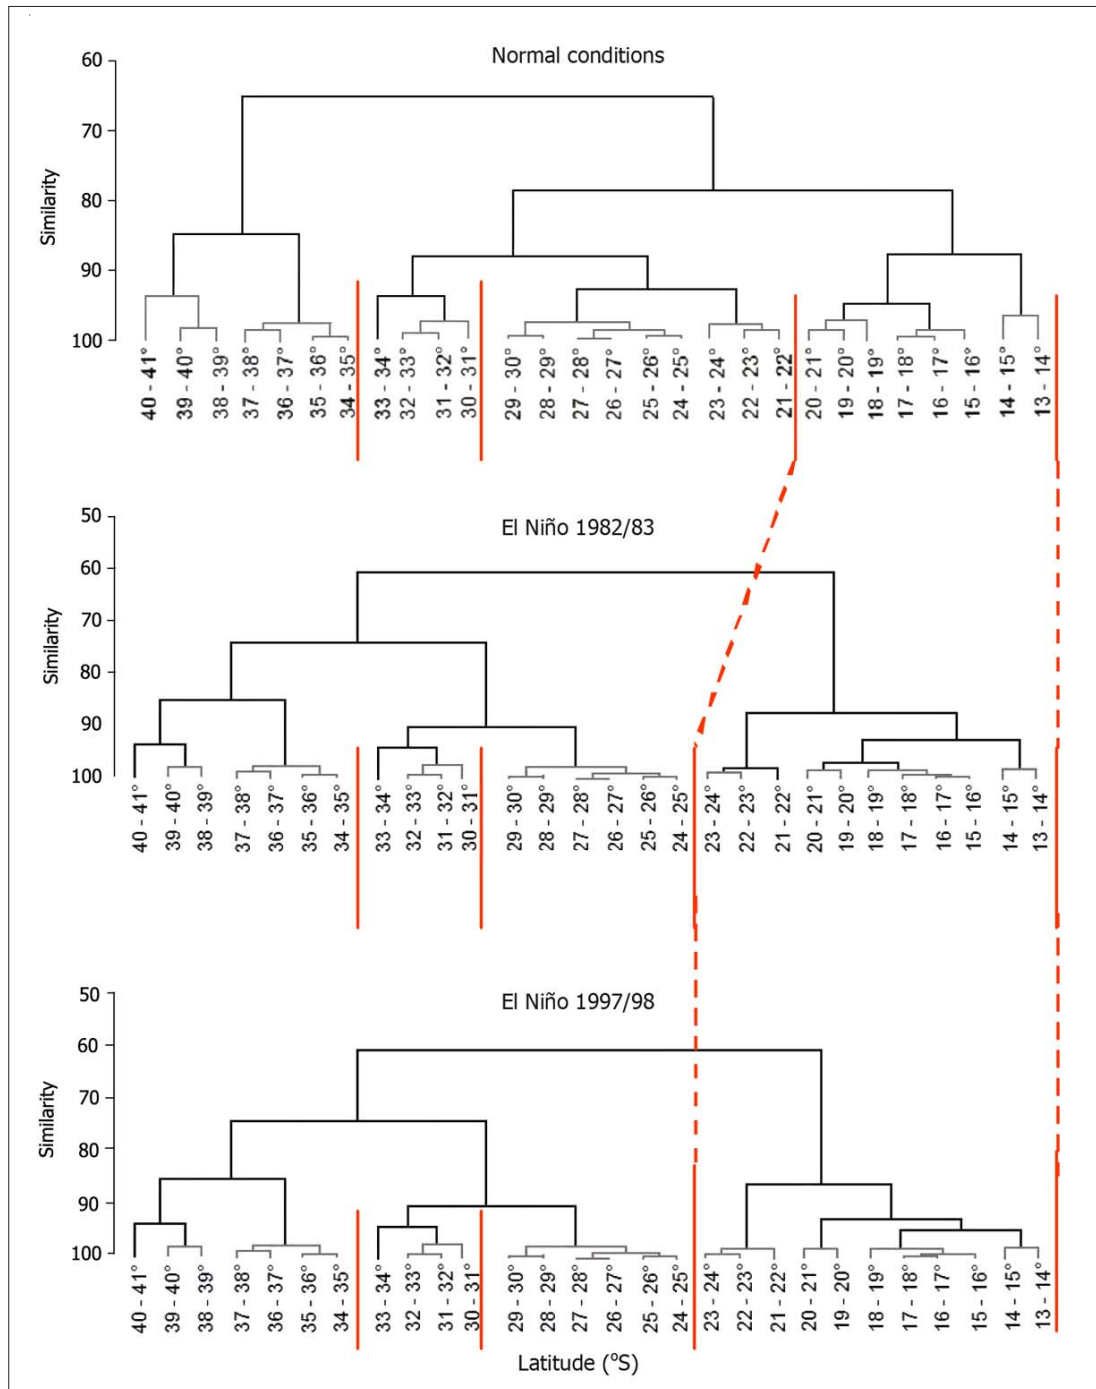 Normal conditions
60
70
80
90
100
Similarity
40 - 41°
39 - 40°
38 - 39°
37 - 38°
36 - 37°
35 - 36°
34 - 35°
33 - 34°
32 - 33°
31 - 32°
30 - 31°
29 - 30°
28 - 29°
27 - 28°
26 - 27°
25 - 26°
24 - 25°
23 - 24°
22 - 23°
21 - 22°
20 - 21°
19 - 20°
18 - 19°
17 - 18°
16 - 17°
15 - 16°
14 - 15°
13 - 14°
El Niño 1982/83
50
60
70
80
90
100
Similarity
40 - 41°
39 - 40°
38 - 39°
37 - 38°
36 - 37°
35 - 36°
34 - 35°
33 - 34°
32 - 33°
31 - 32°
30 - 31°
29 - 30°
28 - 29°
27 - 28°
26 - 27°
25 - 26°
24 - 25°
23 - 24°
22 - 23°
21 - 22°
20 - 21°
19 - 20°
18 - 19°
17 - 18°
16 - 17°
15 - 16°
14 - 15°
13 - 14°
El Niño 1997/98
50
60
70
80
90
100
Similarity
40 - 41°
39 - 40°
38 - 39°
37 - 38°
36 - 37°
35 - 36°
34 - 35°
33 - 34°
32 - 33°
31 - 32°
30 - 31°
29 - 30°
28 - 29°
27 - 28°
26 - 27°
25 - 26°
24 - 25°
23 - 24°
22 - 23
21 - 22°
20 - 21°
19 - 20°
18 - 19°
17 - 18°
16 - 17
15 - 16°
14 - 15°
13 - 14°
Latitude (°S)